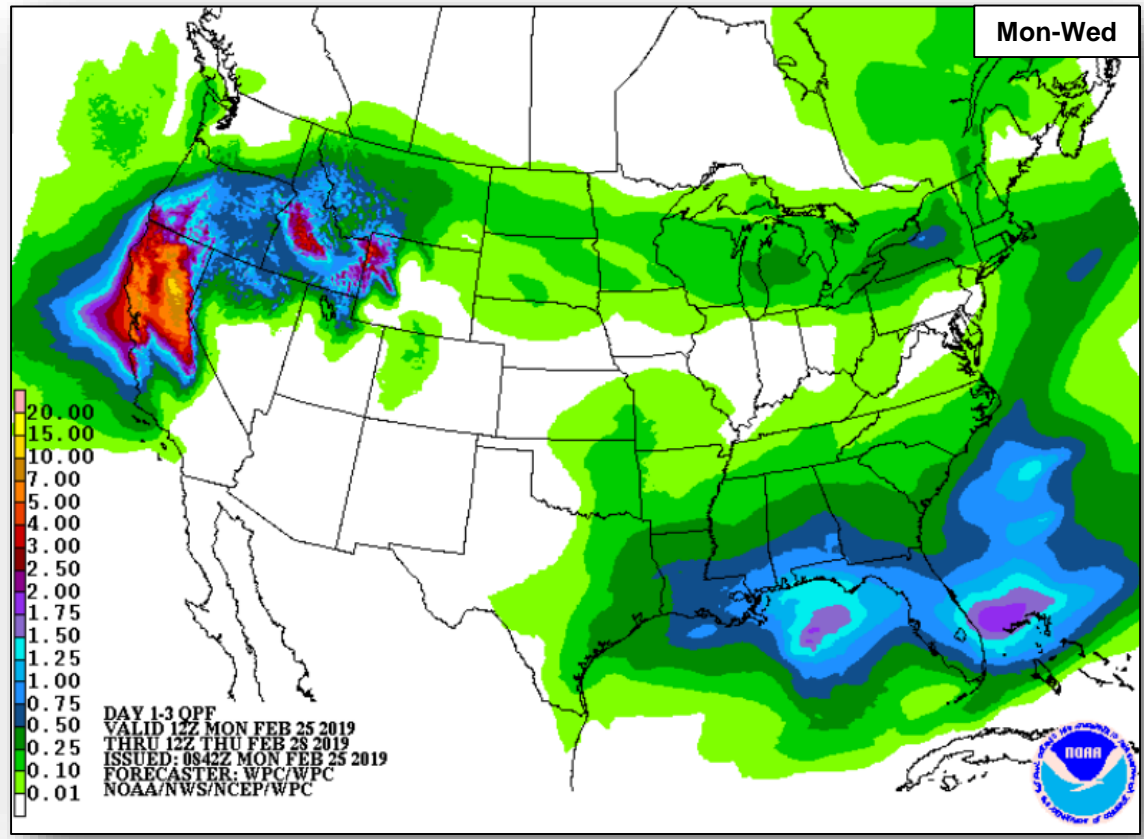 Mon-Wed
20.00
15.00
10.00
7.00
5.00
4.00
3.00
2.50
2.00
1.75
1.50
1.25
1.00
0.75
0.50
0.25
0.10
0.01
DAY 1-3 QPF
VALID 12Z MON FEB 25 2019
THRU 12Z THU FEB 28 2019
ISSUED: 0842Z MON FEB 25 2019
FORECASTER: WPC/WPC
NOAA/NWS/NCEP/WPC
NOAA